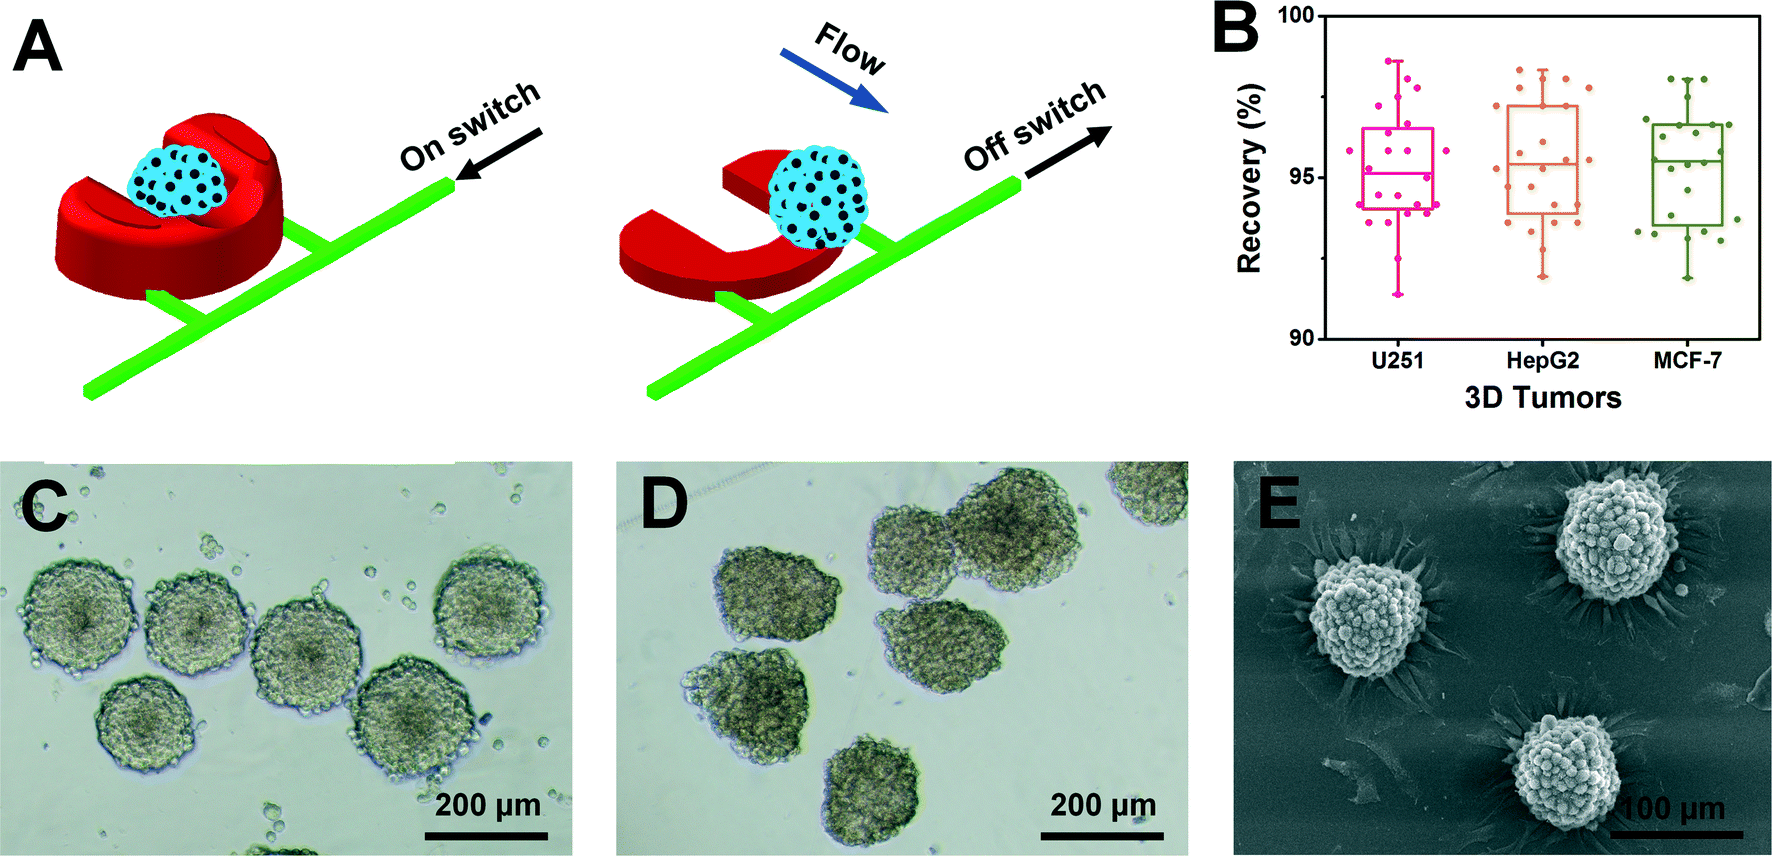 A
On switch
Flow
Off switch
B
100
95
90
Recovery (%)
U251
HepG2
MCF-7
3D Tumors
C
200 µm
D
200 µm
E
100 µm